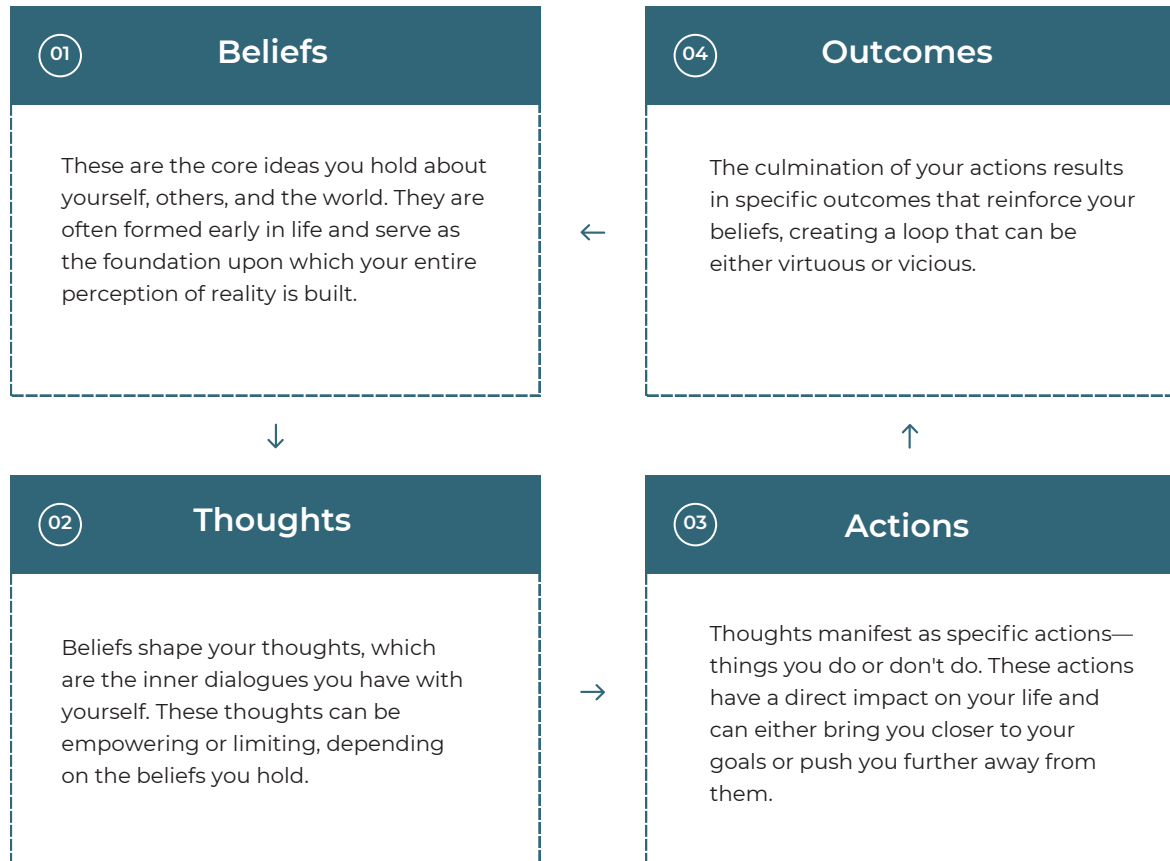 01
Beliefs
These are the core ideas you hold about
yourself, others, and the world. They are
often formed early in life and serve as
the foundation upon which your entire
perception of reality is built.
02
Thoughts
Beliefs shape your thoughts, which
are the inner dialogues you have with
yourself. These thoughts can be
empowering or limiting, depending
on the beliefs you hold.
03
Actions
Thoughts manifest as specific actions—
things you do or don't do. These actions
have a direct impact on your life and
can either bring you closer to your
goals or push you further away from
them.
04
Outcomes
The culmination of your actions results
in specific outcomes that reinforce your
beliefs, creating a loop that can be
either virtuous or vicious.